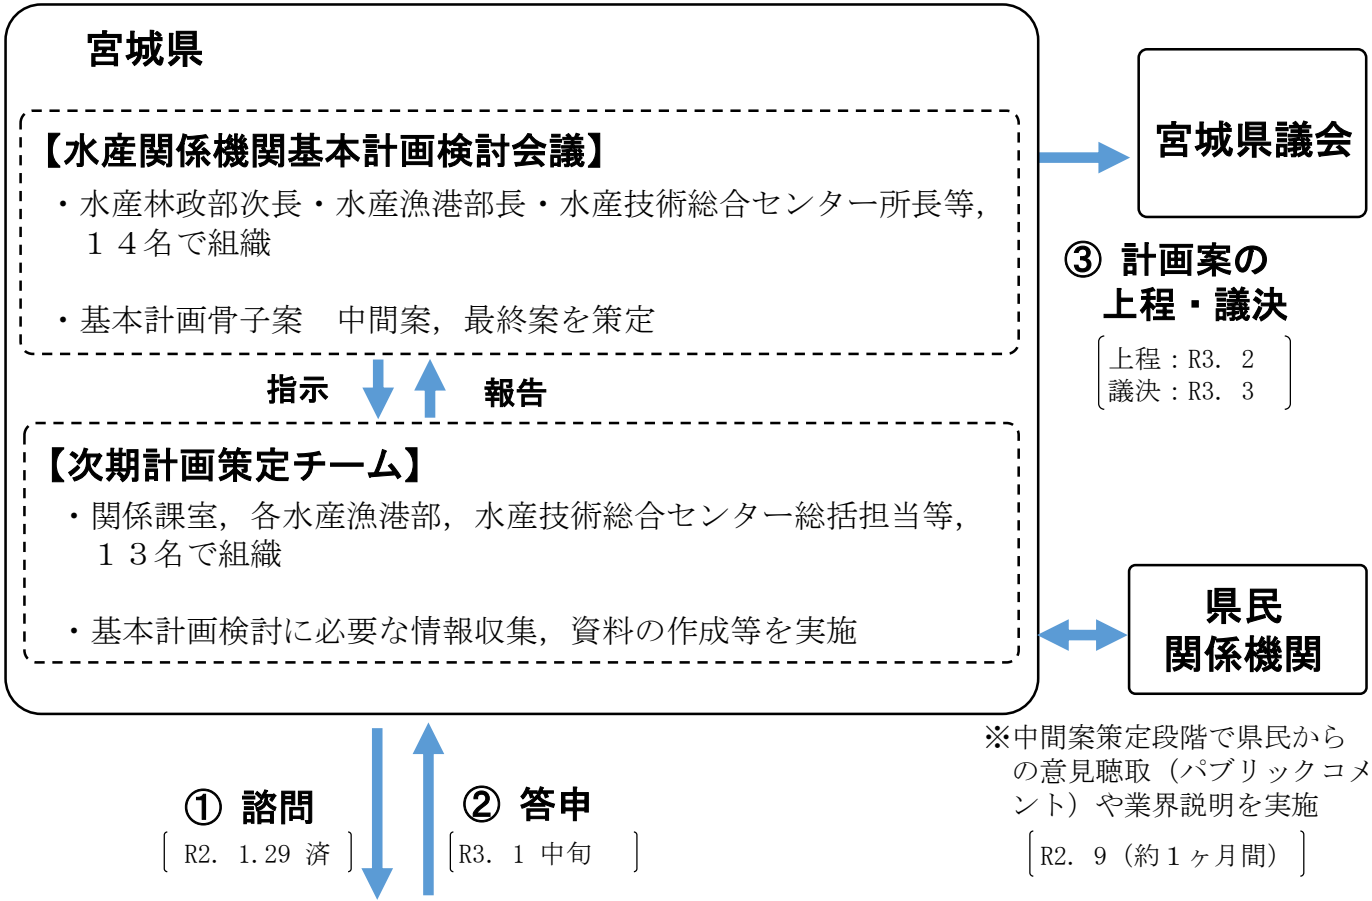 宮城県
【水産関係機関基本計画検討会議】
・水産林政部次長・水産漁港部長・水産技術総合センター所長等，
１４名で組織
・基本計画骨子案　中間案，最終案を策定
指示
報告
【次期計画策定チーム】
・関係課室，各水産漁港部，水産技術総合センター総括担当等，
１３名で組織
・基本計画検討に必要な情報収集，資料の作成等を実施
① 諮問
R2. 1.29 済
② 答申
R3. 1 中旬
宮城県議会
③ 計画案の
上程・議決
上程：R3. 2
議決：R3. 3
県民
関係機関
※中間案策定段階で県民から
の意見聴取（パブリックコメ
ント）や業界説明を実施
R2. 9（約１ヶ月間）